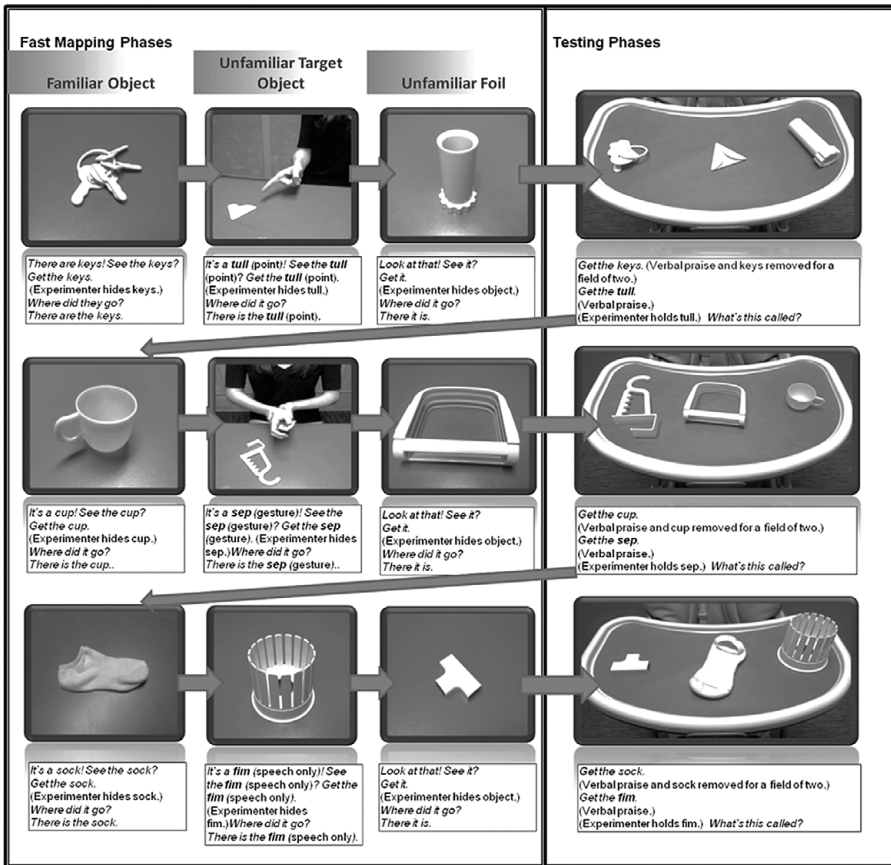 Fast Mapping Phases
Testing Phases
Familiar Object
Unfamiliar Target
Object
Unfamiliar Foil
There are keys! See the keys?
Get the keys.
(Experimenter hides keys.)
Where did they go?
There are the keys.
It's a tull (point)! See the tull
(point)? Get the tull (point).
(Experimenter hides tull.)
Where did it go?
There is the tull (point).
Look at that! See it?
Get it.
(Experimenter hides object.)
Where did it go?
There it is.
Get the keys. (Verbal praise and keys removed for a
field of two.)
Get the tull.
(Verbal praise.)
(Experimenter holds tull.) What's this called?
It's a cup! See the cup?
Get the cup.
(Experimenter hides cup.)
Where did it go?
There is the cup..
It's a sep (gesture)! See the
sep (gesture)? Get the sep
(gesture). (Experimenter hides
sep.)Where did it go?
There is the sep (gesture)..
Look at that! See it?
Get it.
(Experimenter hides object.)
Where did it go?
There it is.
Get the cup.
(Verbal praise and cup removed for a field of two.)
Get the sep.
(Verbal praise.)
(Experimenter holds sep.) What's this called?
It's a sock! See the sock?
Get the sock.
(Experimenter hides sock.)
Where did it go?
There is the sock.
It's a fim (speech only)! See
the fim (speech only)? Get the
fim (speech only).
(Experimenter hides
fim.)Where did it go?
There is the fim (speech only).
Look at that! See it?
Get it.
(Experimenter hides object.)
Where did it go?
There it is.
Get the sock.
(Verbal praise and sock removed for a field of two.)
Get the fim.
(Verbal praise.)
(Experimenter holds fim.) What's this called?